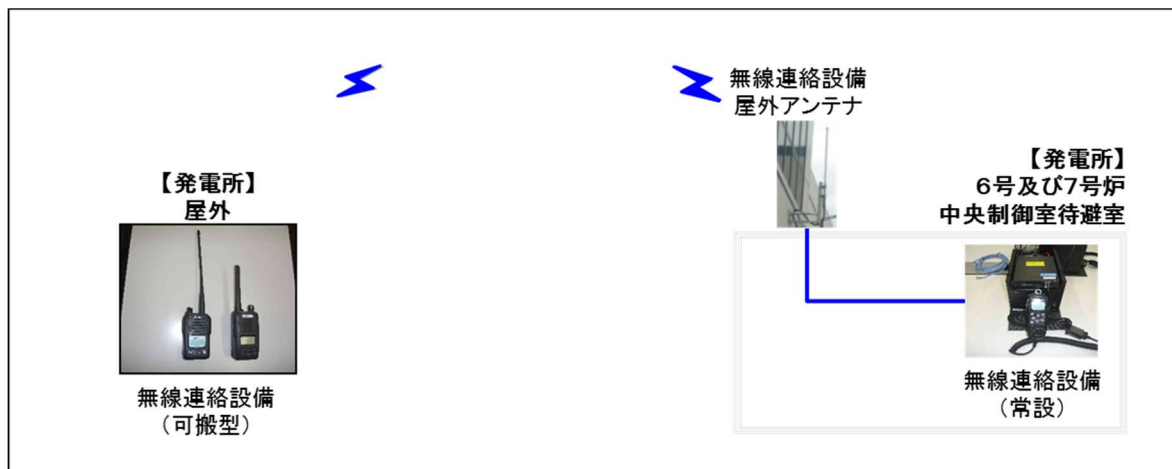 無線連絡設備
屋外アンテナ
【発電所】
6号及び7号炉
中央制御室待避室
【発電所】
屋外
無線連絡設備
（常設）
無線連絡設備
（可搬型）